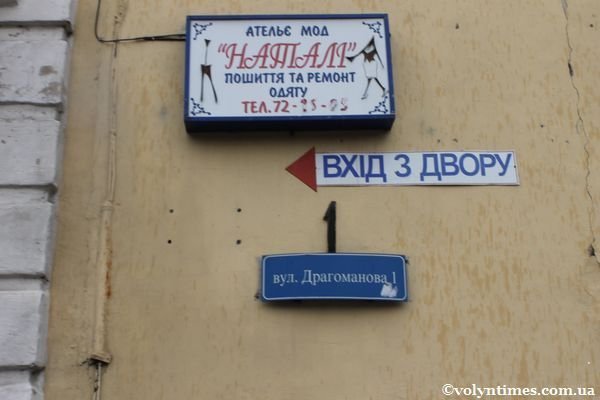 АТЕЛЬЄ МОД
"НАТАЛІ"
ПОШИТТЯ ТА РЕМОНТ
ОДЯГУ
ТЕЛ. 72-
ВХІД З ДВОРУ
1
вул. Драгоманова 1
©volyntimes.com.ua